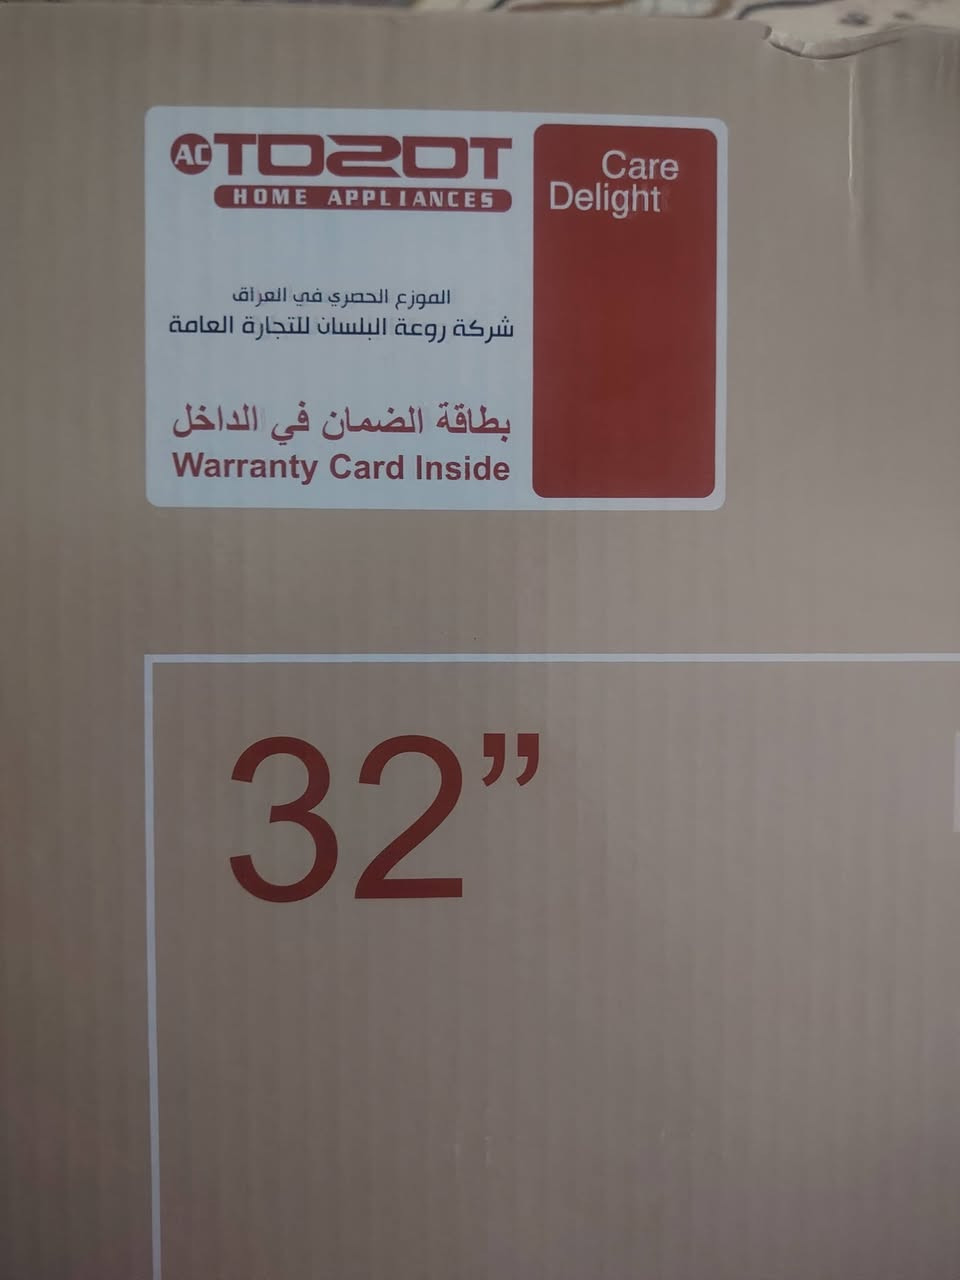 AC TOSOT
HOME APPLIANCES
Care
Delight
الموزع الحصري في العراق
شركة روعة البلسان للتجارة العامة
بطاقة الضمان في الداخل
Warranty Card Inside
32”